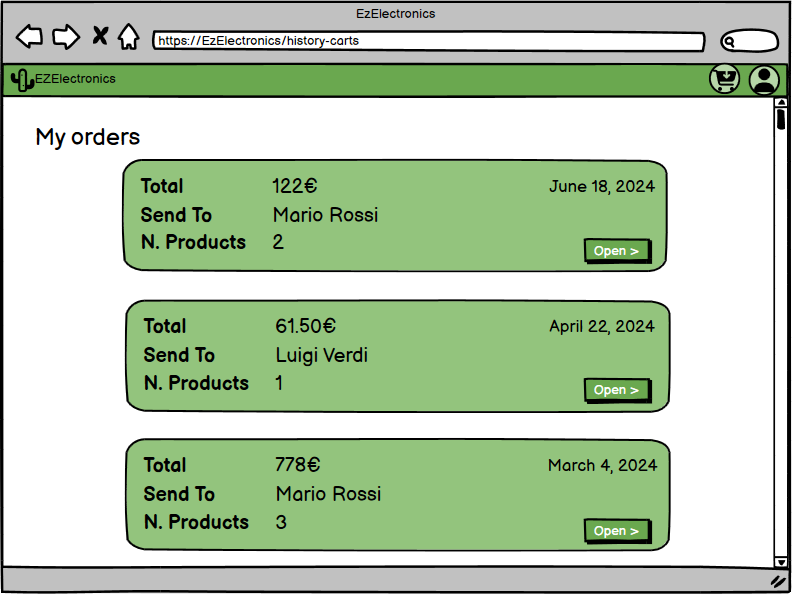 EzElectronics
https://EzElectronics/history-carts
EZElectronics
My orders
Total 122€ June 18, 2024
Send To Mario Rossi
N. Products 2
Open >
Total 61.50€ April 22, 2024
Send To Luigi Verdi
N. Products 1
Open >
Total 778€ March 4, 2024
Send To Mario Rossi
N. Products 3
Open >